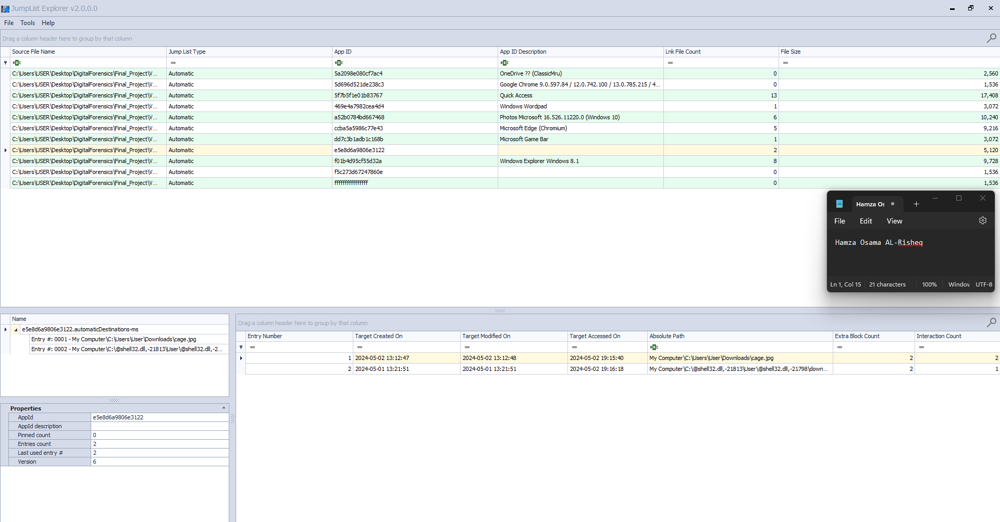 JumpList Explorer v2.0.0.0
File Tools Help
Drag a column header here to group by that column
Source File Name Jump List Type App ID App ID Description Lnk File Count File Size
C:\Users\USER\Desktop\DigitalForensics\Final_Project\V... Automatic 5a2098e080cf7ac4 OneDrive ?? (ClassicMru) 0 2,560
C:\Users\USER\Desktop\DigitalForensics\Final_Project\V... Automatic 5d696d521de238c3 Google Chrome 9.0.597.84 / 12.0.742.100 / 13.0.785.215 / 4... 0 1,536
C:\Users\USER\Desktop\DigitalForensics\Final_Project\V... Automatic 5f7b5f1e01b83767 Quick Access 13 17,408
C:\Users\USER\Desktop\DigitalForensics\Final_Project\V... Automatic 469e4a7982cea4d4 Windows Wordpad 1 3,072
C:\Users\USER\Desktop\DigitalForensics\Final_Project\V... Automatic a52b0784bd667468 Photos Microsoft 16.526.11220.0 (Windows 10) 6 10,240
C:\Users\USER\Desktop\DigitalForensics\Final_Project\V... Automatic ccba5a5986c77e43 Microsoft Edge (Chromium) 5 9,216
C:\Users\USER\Desktop\DigitalForensics\Final_Project\V... Automatic dd7c3b1adb1c168b Microsoft Game Bar 1 3,072
C:\Users\USER\Desktop\DigitalForensics\Final_Project\V... Automatic e5e8d6a9806e3122 2 5,120
C:\Users\USER\Desktop\DigitalForensics\Final_Project\V... Automatic f01b4d95cf55d32a Windows Explorer Windows 8.1 8 9,728
C:\Users\USER\Desktop\DigitalForensics\Final_Project\V... Automatic f5c273d67247860e 0 1,536
C:\Users\USER\Desktop\DigitalForensics\Final_Project\V... Automatic ffffffffffffffff 0 1,536
Hamza Os
File Edit View
Hamza Osama AL-Risheq
Ln 1, Col 15 21 characters 100% Window UTF-8
Name
e5e8d6a9806e3122.automaticDestinations-ms
Entry #: 0001 - My Computer\C:\Users\User\Downloads\cage.jpg
Entry #: 0002 - My Computer\C:\@shell32.dll,-21813\User\@shell32.dll,-2...
Properties
AppId e5e8d6a9806e3122
AppId description
Pinned count 0
Entries count 2
Last used entry # 2
Version 6
Drag a column header here to group by that column
Entry Number Target Created On Target Modified On Target Accessed On Absolute Path Extra Block Count Interaction Count
1 2024-05-02 13:12:47 2024-05-02 13:12:48 2024-05-02 19:15:40 My Computer\C:\Users\User\Downloads\cage.jpg 2 2
2 2024-05-01 13:21:51 2024-05-01 13:21:51 2024-05-02 19:16:18 My Computer\C:\@shell32.dll,-21813\User\@shell32.dll,-21798\down... 2 1